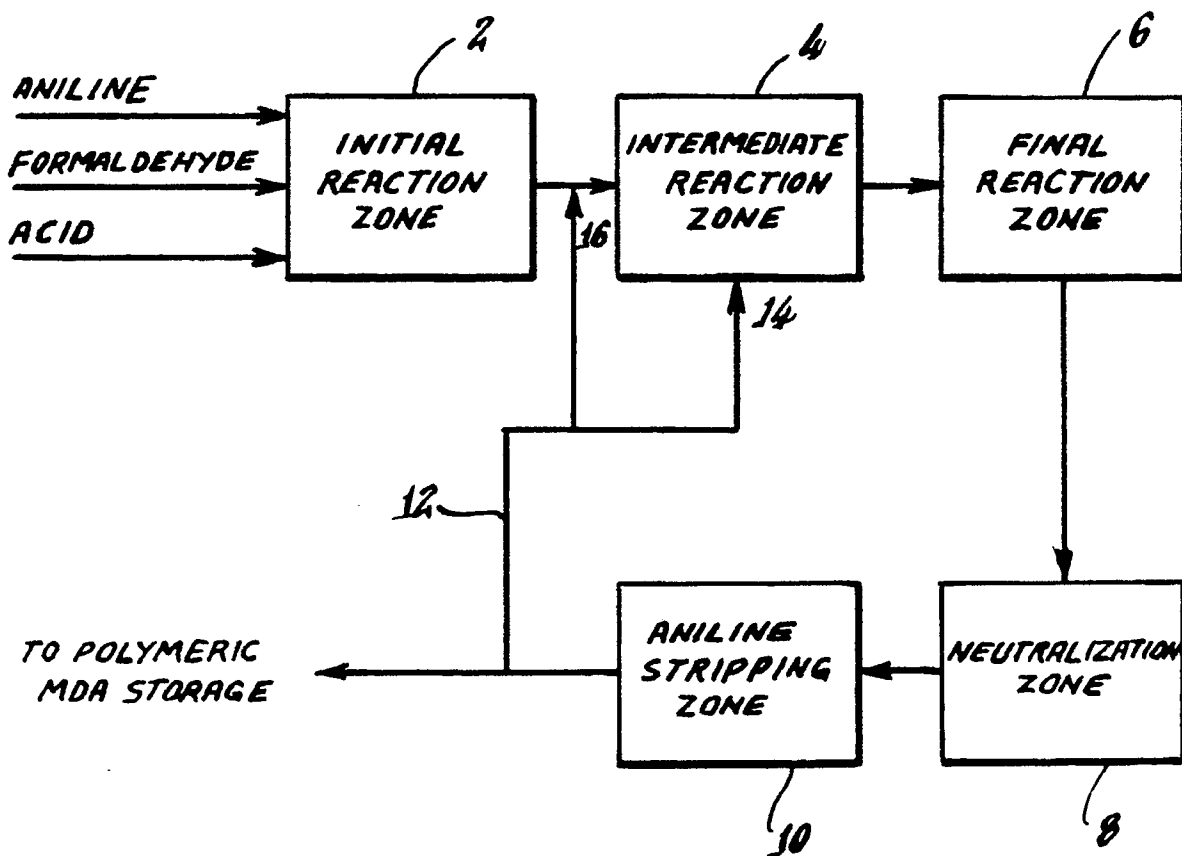 2
4
6
ANILINE
FORMALDEHYDE
ACID
INITIAL
REACTION
ZONE
16
INTERMEDIATE
REACTION
ZONE
14
FINAL
REACTION
ZONE
12
TO POLYMERIC
MDA STORAGE
ANILINE
STRIPPING
ZONE
10
NEUTRALIZATION
ZONE
8